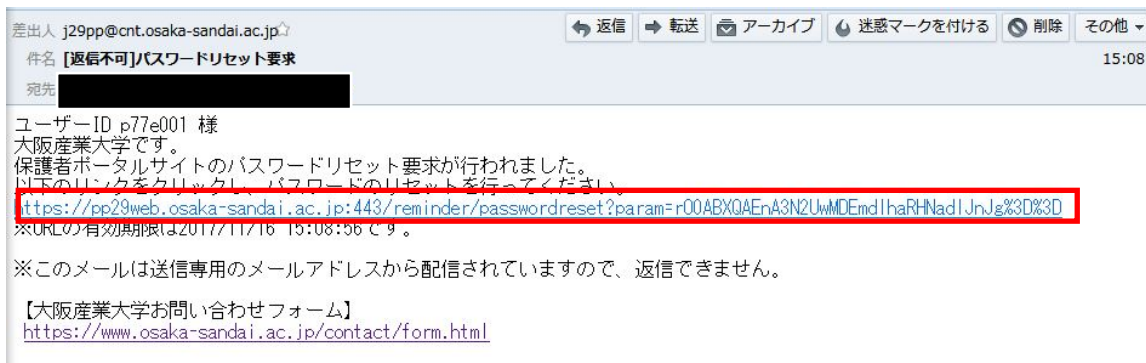 差出人 j29pp@cnt.osaka-sandai.ac.jp☆ 返信 転送 アーカイブ 迷惑マークを付ける 削除 その他
件名 [返信不可]パスワードリセット要求 15:08
宛先
ユーザーID p77e001 様
大阪産業大学です。
保護者ポータルサイトのパスワードリセット要求が行われました。
以下のリンクをクリックし、パスワードのリセットを行ってください。
https://pp29web.osaka-sandai.ac.jp:443/reminder/passwordreset?param=rO0ABXQAEnA3N2UwMDEmdlhaRHNadlJnJg%3D%3D
※URLの有効期限は2017/11/16 15:08:56です。
※このメールは送信専用のメールアドレスから配信されていますので、返信できません。
【大阪産業大学お問い合わせフォーム】
https://www.osaka-sandai.ac.jp/contact/form.html